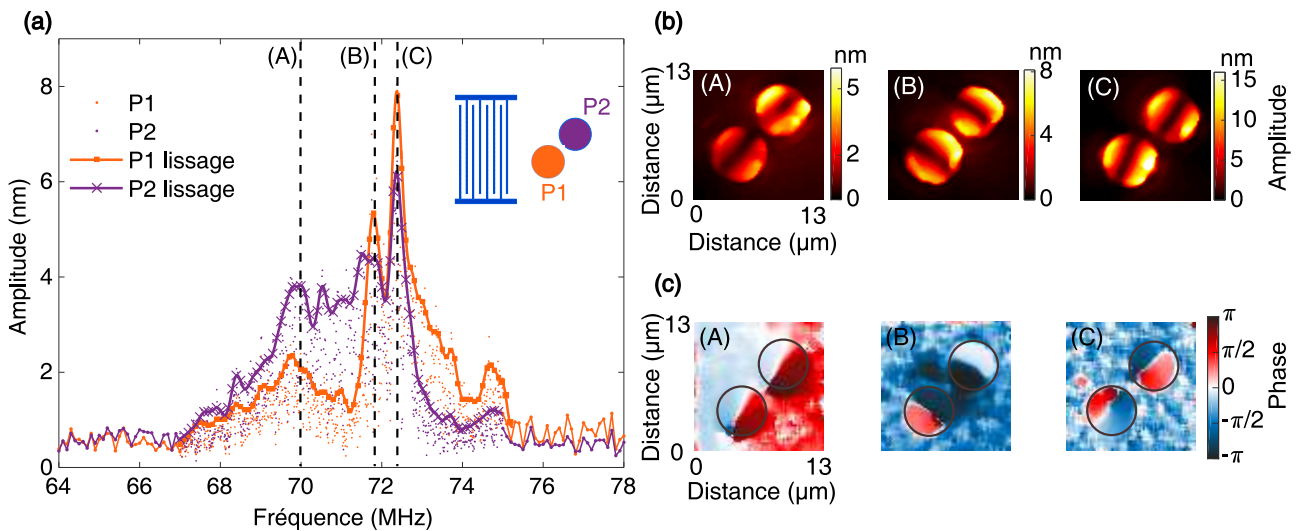 (a)
(A)
(B)
(C)
8
6
4
2
0
Amplitude (nm)
P1
P2
P1 lissage
P2 lissage
P2
P1
64
66
68
70
72
74
76
78
Fréquence (MHz)
(b)
nm
nm
nm
13
(A)
(B)
(C)
4
2
0
8
4
0
15
10
5
0
Amplitude
Distance (µm)
0
0
13
Distance (µm)
(c)
13
(A)
(B)
(C)
π
π/2
0
-π/2
-π
Phase
Distance (µm)
0
0
13
Distance (µm)